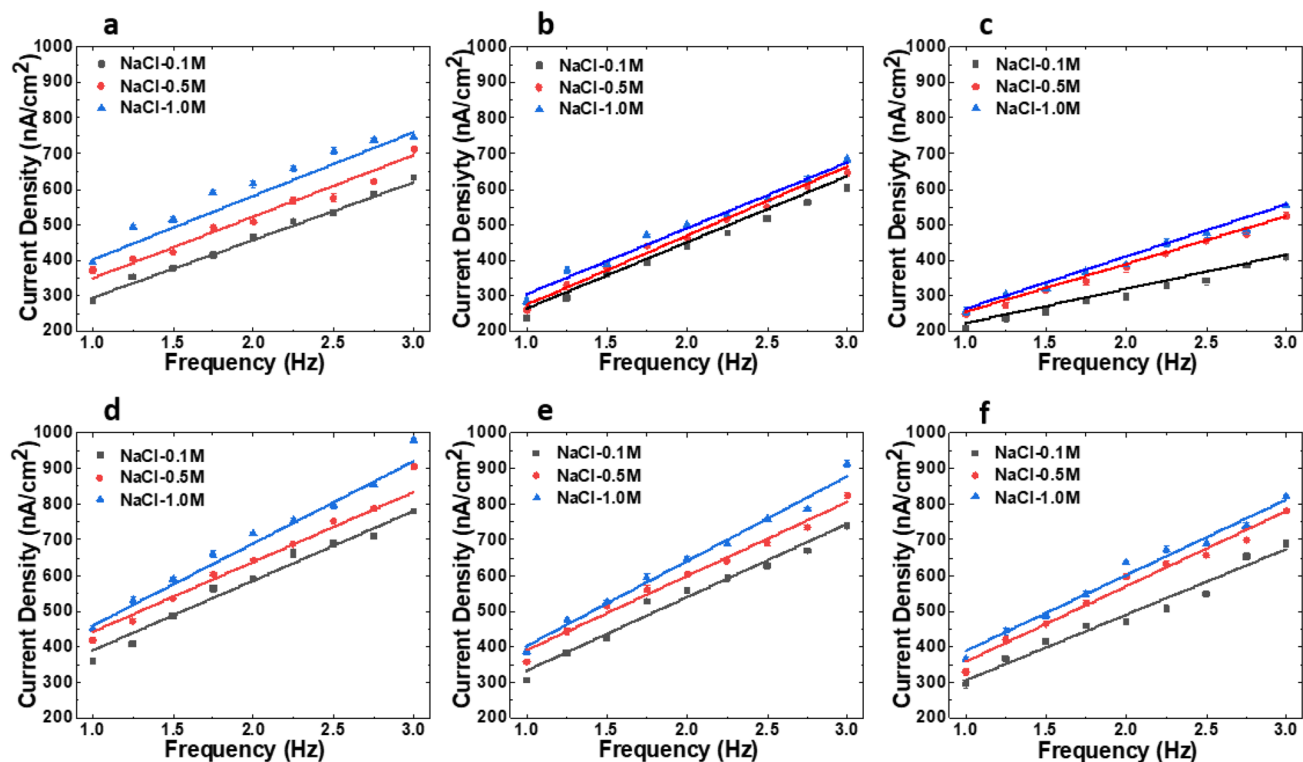 a
Current Density (nA/cm²)
1000
900
800
700
600
500
400
300
200
NaCl-0.1M
NaCl-0.5M
NaCl-1.0M
1.0 1.5 2.0 2.5 3.0
Frequency (Hz)
b
Current Densiyty (nA/cm²)
1000
900
800
700
600
500
400
300
200
NaCl-0.1M
NaCl-0.5M
NaCl-1.0M
1.0 1.5 2.0 2.5 3.0
Frequency (Hz)
c
Current Densiyty (nA/cm²)
1000
900
800
700
600
500
400
300
200
NaCl-0.1M
NaCl-0.5M
NaCl-1.0M
1.0 1.5 2.0 2.5 3.0
Frequency (Hz)
d
Current Density (nA/cm²)
1000
900
800
700
600
500
400
300
200
NaCl-0.1M
NaCl-0.5M
NaCl-1.0M
1.0 1.5 2.0 2.5 3.0
Frequency (Hz)
e
Current Density (nA/cm²)
1000
900
800
700
600
500
400
300
200
NaCl-0.1M
NaCl-0.5M
NaCl-1.0M
1.0 1.5 2.0 2.5 3.0
Frequency (Hz)
f
Current Density (nA/cm²)
1000
900
800
700
600
500
400
300
200
NaCl-0.1M
NaCl-0.5M
NaCl-1.0M
1.0 1.5 2.0 2.5 3.0
Frequency (Hz)